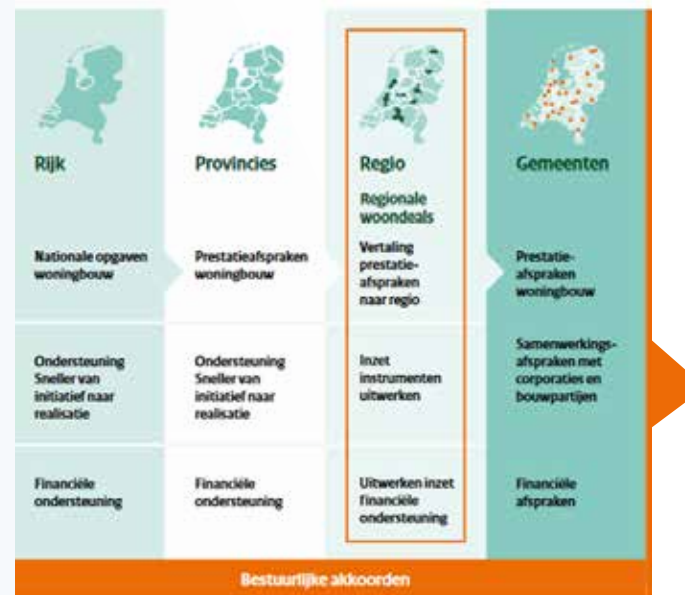 Rijk
Nationale opgaven
woningbouw
Ondersteuning
Sneller van
initiatief naar
realisatie
Financiële
ondersteuning
Provincies
Prestatieafspraken
woningbouw
Ondersteuning
Sneller van
initiatief naar
realisatie
Financiële
ondersteuning
Regio
Regionale
woondeals
Vertaling
prestatie-
afspraken
naar regio
Inzet
instrumenten
uitwerken
Uitwerken inzet
financiële
ondersteuning
Gemeenten
Prestatie-
afspraken
woningbouw
Samenwerkings-
afspraken met
corporaties en
bouwpartijen
Financiële
afspraken
Bestuurlijke akkoorden